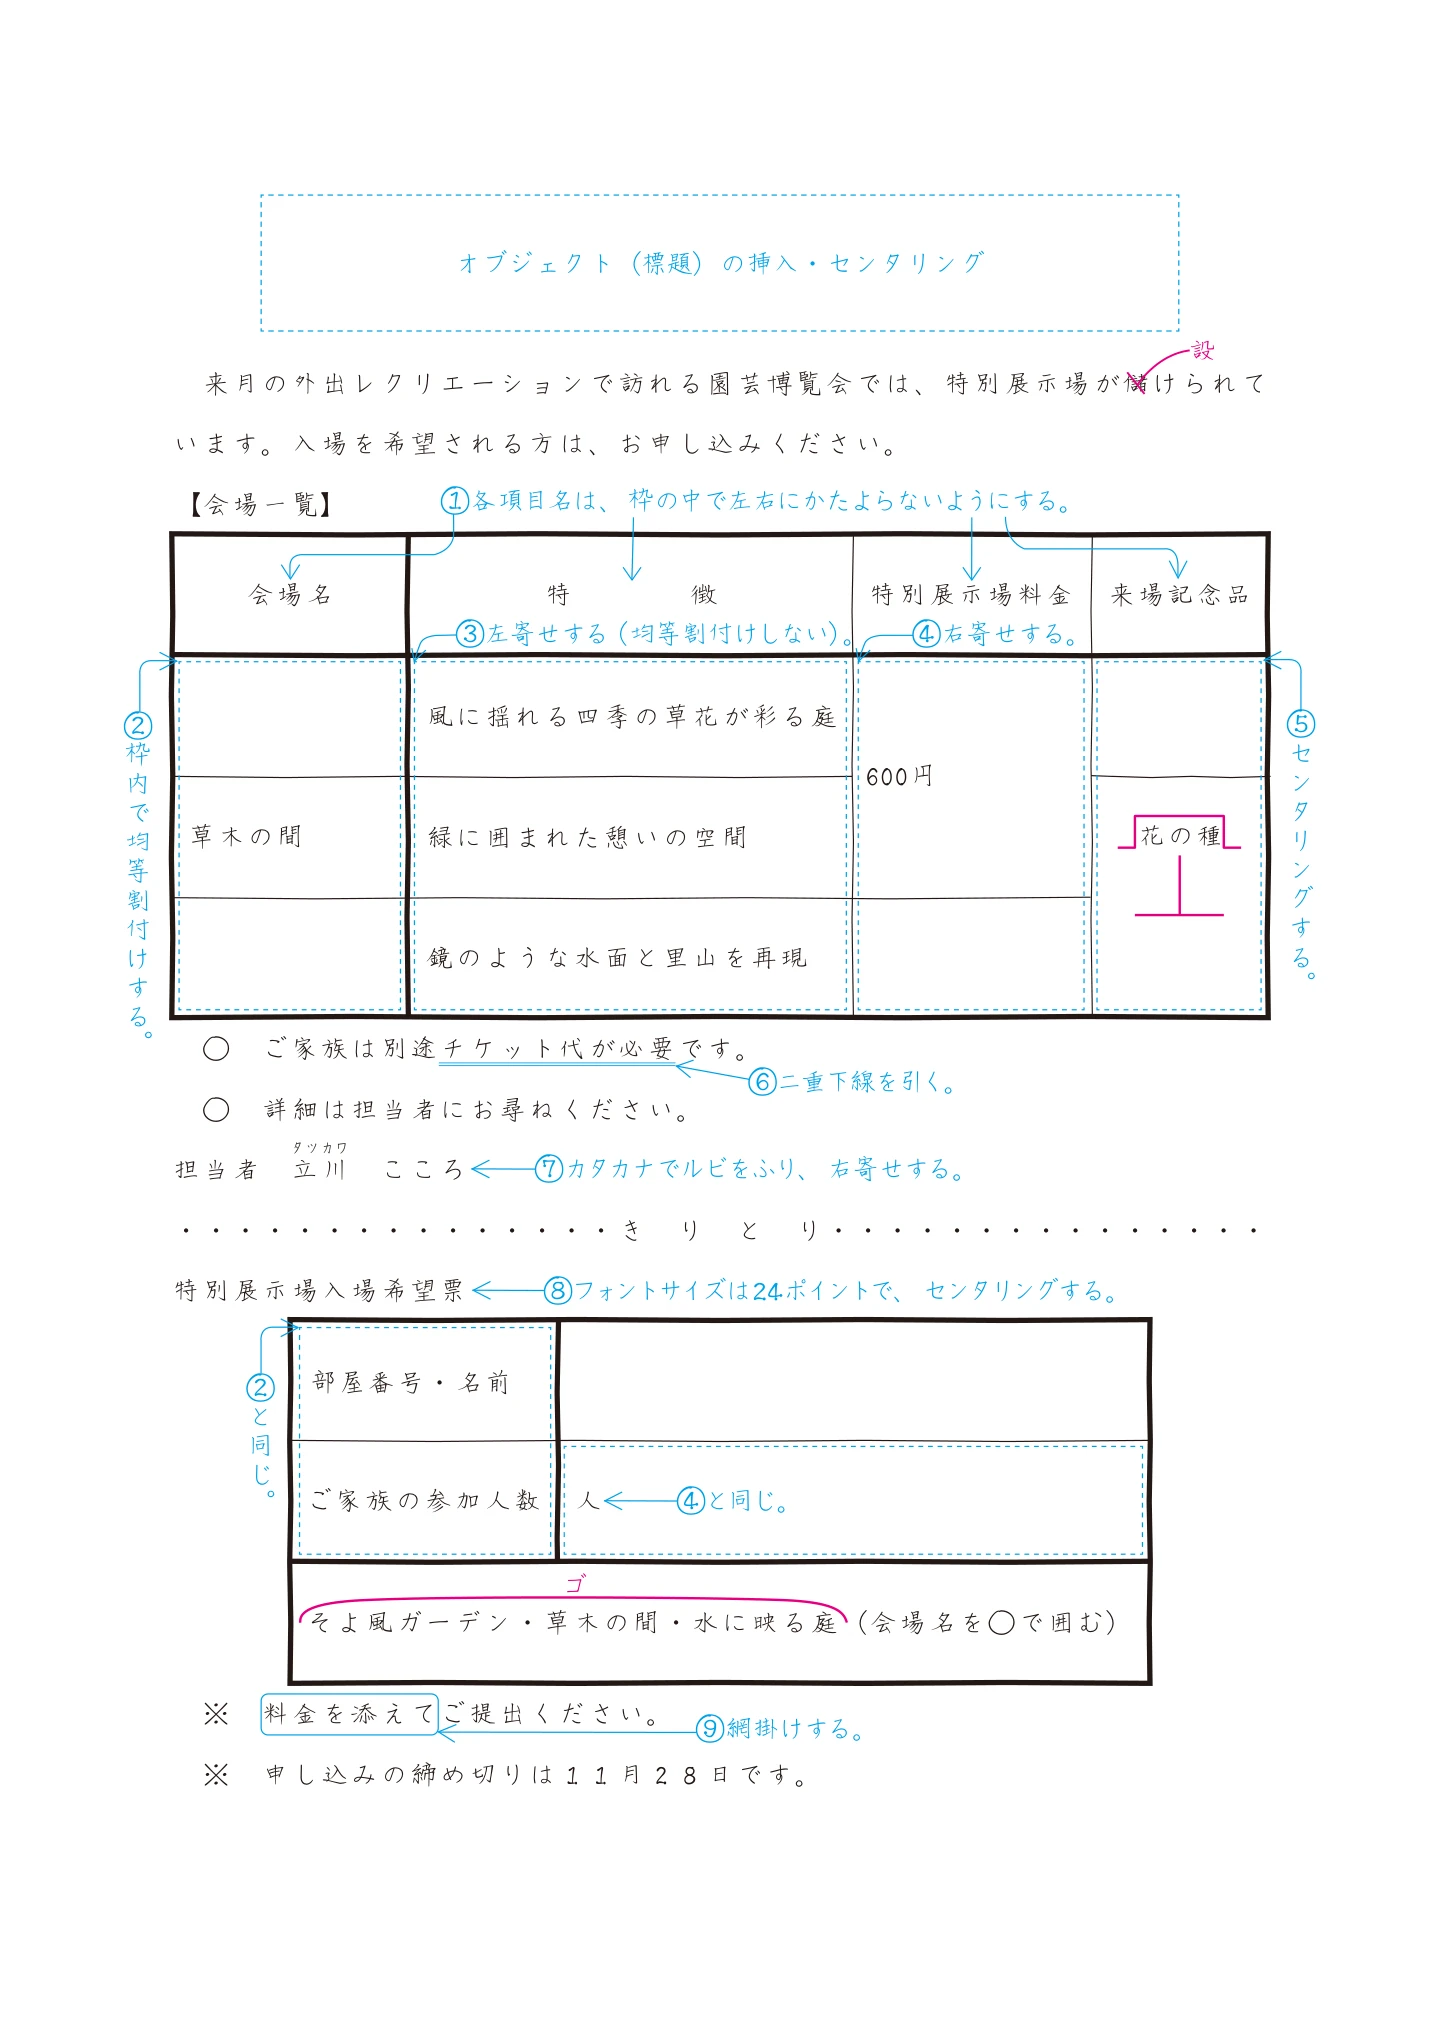 オブジェクト（標題）の挿入・センタリング
設
来月の外出レクリエーションで訪れる園芸博覧会では、特別展示場が儲けられて
います。入場を希望される方は、お申し込みください。
【会場一覧】
①各項目名は、枠の中で左右にかたよらないようにする。
会場名 特　　　　徴 特別展示場料金 来場記念品
③左寄せする（均等割付けしない）。 ④右寄せする。
②枠内で均等割付けする。
⑤センタリングする。
風に揺れる四季の草花が彩る庭
600円
草木の間 緑に囲まれた憩いの空間 花の種
鏡のような水面と里山を再現
○　ご家族は別途チケット代が必要です。
⑥二重下線を引く。
○　詳細は担当者にお尋ねください。
タツカワ
担当者　立川　こころ ⑦カタカナでルビをふり、右寄せする。
・・・・・・・・・・・・・・・き　り　と　り・・・・・・・・・・・・・・・
特別展示場入場希望票 ⑧フォントサイズは24ポイントで、センタリングする。
②と同じ。
部屋番号・名前
ご家族の参加人数 人 ④と同じ。
ゴ
そよ風ガーデン・草木の間・水に映る庭（会場名を○で囲む）
※　料金を添えてご提出ください。
⑨網掛けする。
※　申し込みの締め切りは１１月２８日です。